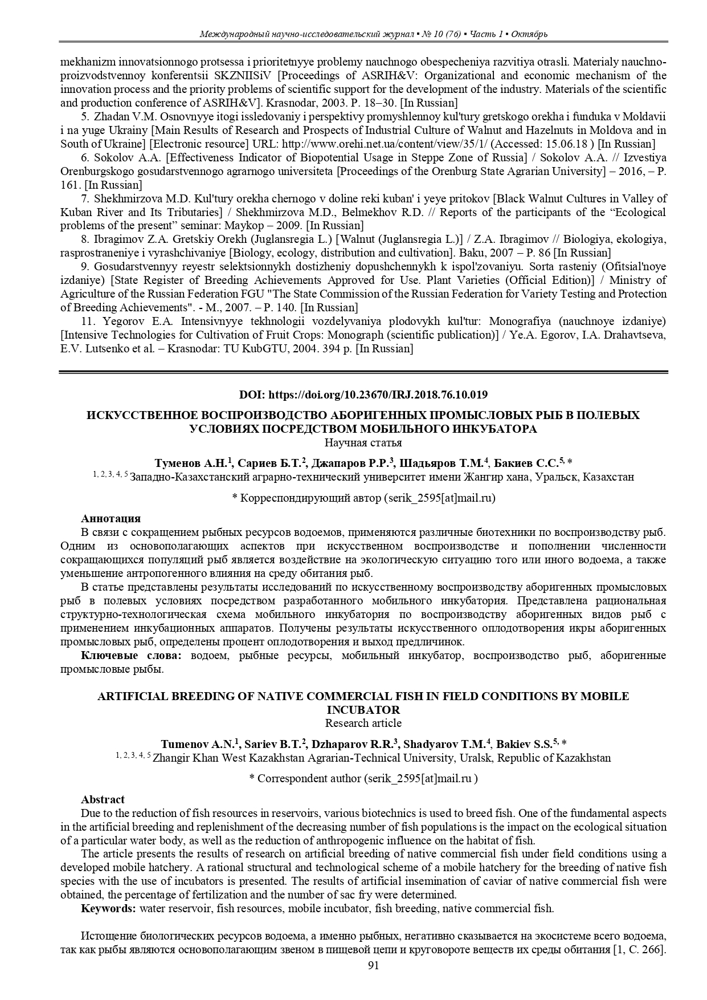 Международный научно-исследовательский журнал ▪ № 10 (76) ▪ Часть 1 ▪ Октябрь
mekhanizm innovatsionnogo protsessa i prioritetnyye problemy nauchnogo obespecheniya razvitiya otrasli. Materialy nauchno-
proizvodstvennoy konferentsii SKZNIISiV [Proceedings of ASRIH&V: Organizational and economic mechanism of the
innovation process and the priority problems of scientific support for the development of the industry. Materials of the scientific
and production conference of ASRIH&V]. Krasnodar, 2003. P. 18–30. [In Russian]
5. Zhadan V.M. Osnovnyye itogi issledovaniy i perspektivy promyshlennoy kul'tury gretskogo orekha i funduka v Moldavii
i na yuge Ukrainy [Main Results of Research and Prospects of Industrial Culture of Walnut and Hazelnuts in Moldova and in
South of Ukraine] [Electronic resource] URL: http://www.orehi.net.ua/content/view/35/1/ (Accessed: 15.06.18 ) [In Russian]
6. Sokolov A.A. [Effectiveness Indicator of Biopotential Usage in Steppe Zone of Russia] / Sokolov A.A. // Izvestiya
Orenburgskogo gosudarstvennogo agrarnogo universiteta [Proceedings of the Orenburg State Agrarian University] – 2016, – P.
161. [In Russian]
7. Shekhmirzova M.D. Kul'tury orekha chernogo v doline reki kuban' i yeye pritokov [Black Walnut Cultures in Valley of
Kuban River and Its Tributaries] / Shekhmirzova M.D., Belmekhov R.D. // Reports of the participants of the “Ecological
problems of the present” seminar: Maykop – 2009. [In Russian]
8. Ibragimov Z.A. Gretskiy Orekh (Juglansregia L.) [Walnut (Juglansregia L.)] / Z.A. Ibragimov // Biologiya, ekologiya,
rasprostraneniye i vyrashchivaniye [Biology, ecology, distribution and cultivation]. Baku, 2007 – P. 86 [In Russian]
9. Gosudarstvennyy reyestr selektsionnykh dostizheniy dopushchennykh k ispol'zovaniyu. Sorta rasteniy (Ofitsial'noye
izdaniye) [State Register of Breeding Achievements Approved for Use. Plant Varieties (Official Edition)] / Ministry of
Agriculture of the Russian Federation FGU "The State Commission of the Russian Federation for Variety Testing and Protection
of Breeding Achievements". - M., 2007. – P. 140. [In Russian]
11. Yegorov E.A. Intensivnyye tekhnologii vozdelyvaniya plodovykh kul'tur: Monografiya (nauchnoye izdaniye)
[Intensive Technologies for Cultivation of Fruit Crops: Monograph (scientific publication)] / Ye.A. Egorov, I.A. Drahavtseva,
E.V. Lutsenko et al. – Krasnodar: TU KubGTU, 2004. 394 p. [In Russian]
DOI: https://doi.org/10.23670/IRJ.2018.76.10.019
ИСКУССТВЕННОЕ ВОСПРОИЗВОДСТВО АБОРИГЕННЫХ ПРОМЫСЛОВЫХ РЫБ В ПОЛЕВЫХ
УСЛОВИЯХ ПОСРЕДСТВОМ МОБИЛЬНОГО ИНКУБАТОРА
Научная статья
Туменов А.Н.1, Сариев Б.Т.2, Джапаров Р.Р.3, Шадьяров Т.М.4, Бакиев С.С.5, *
1, 2, 3, 4, 5 Западно-Казахстанский аграрно-технический университет имени Жангир хана, Уральск, Казахстан
* Корреспондирующий автор (serik_2595[at]mail.ru)
Аннотация
В связи с сокращением рыбных ресурсов водоемов, применяются различные биотехники по воспроизводству рыб.
Одним из основополагающих аспектов при искусственном воспроизводстве и пополнении численности
сокращающихся популяций рыб является воздействие на экологическую ситуацию того или иного водоема, а также
уменьшение антропогенного влияния на среду обитания рыб.
В статье представлены результаты исследований по искусственному воспроизводству аборигенных промысловых
рыб в полевых условиях посредством разработанного мобильного инкубатория. Представлена рациональная
структурно-технологическая схема мобильного инкубатория по воспроизводству аборигенных видов рыб с
применением инкубационных аппаратов. Получены результаты искусственного оплодотворения икры аборигенных
промысловых рыб, определены процент оплодотворения и выход предличинок.
Ключевые слова: водоем, рыбные ресурсы, мобильный инкубатор, воспроизводство рыб, аборигенные
промысловые рыбы.
ARTIFICIAL BREEDING OF NATIVE COMMERCIAL FISH IN FIELD CONDITIONS BY MOBILE
INCUBATOR
Research article
Tumenov A.N.1, Sariev B.T.2, Dzhaparov R.R.3, Shadyarov T.M.4, Bakiev S.S.5, *
1, 2, 3, 4, 5 Zhangir Khan West Kazakhstan Agrarian-Technical University, Uralsk, Republic of Kazakhstan
* Correspondent author (serik_2595[at]mail.ru )
Abstract
Due to the reduction of fish resources in reservoirs, various biotechnics is used to breed fish. One of the fundamental aspects
in the artificial breeding and replenishment of the decreasing number of fish populations is the impact on the ecological situation
of a particular water body, as well as the reduction of anthropogenic influence on the habitat of fish.
The article presents the results of research on artificial breeding of native commercial fish under field conditions using a
developed mobile hatchery. A rational structural and technological scheme of a mobile hatchery for the breeding of native fish
species with the use of incubators is presented. The results of artificial insemination of caviar of native commercial fish were
obtained, the percentage of fertilization and the number of sac fry were determined.
Keywords: water reservoir, fish resources, mobile incubator, fish breeding, native commercial fish.
Истощение биологических ресурсов водоема, а именно рыбных, негативно сказывается на экосистеме всего водоема,
так как рыбы являются основополагающим звеном в пищевой цепи и круговороте веществ их среды обитания [1, С. 266].
91